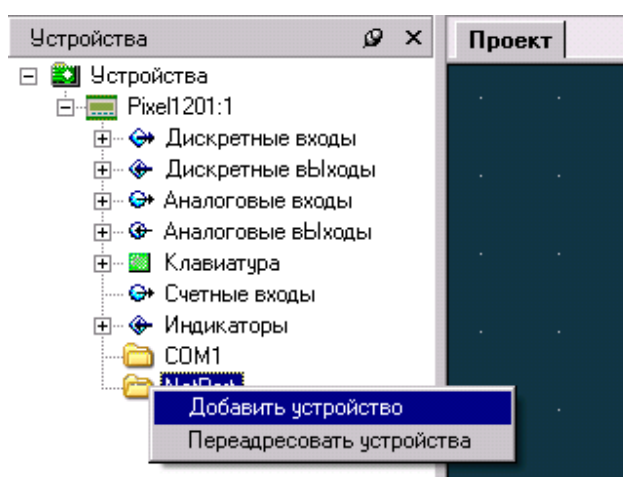 Устройства
Проект
Устройства
Pixel1201:1
Дискретные входы
Дискретные вЫходы
Аналоговые входы
Аналоговые вЫходы
Клавиатура
Счетные входы
Индикаторы
COM1
Добавить устройство
Переадресовать устройства